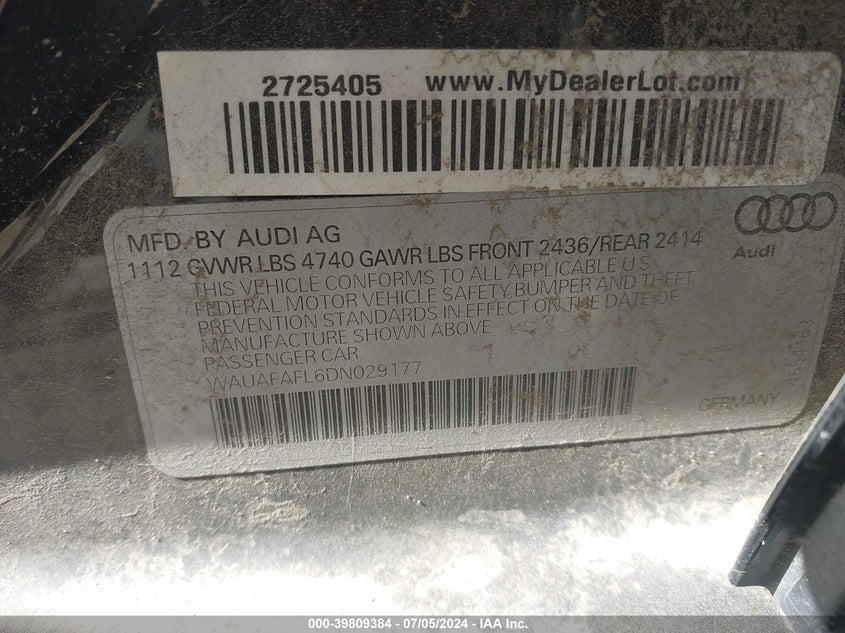 2725405 www.MyDealerLot.com
MFD. BY AUDI AG
1112 GVWR LBS 4740 GAWR LBS FRONT 2436/REAR 2414
THIS VEHICLE CONFORMS TO ALL APPLICABLE U.S.
FEDERAL MOTOR VEHICLE SAFETY, BUMPER AND THEFT
PREVENTION STANDARDS IN EFFECT ON THE DATE OF
MANUFACTURE SHOWN ABOVE
PASSENGER CAR
WAUAFAFL6DN029177
Audi
GERMANY
000-39809384 - 07/05/2024 - IAA Inc.